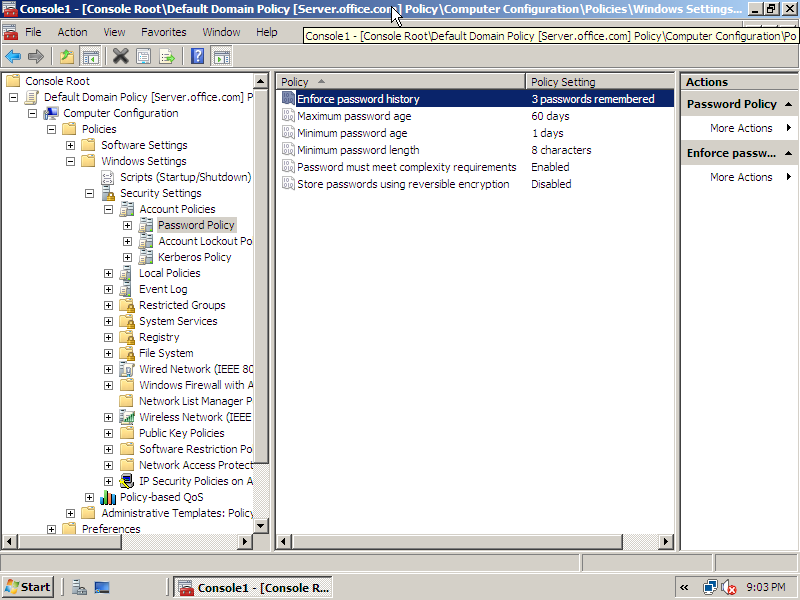 Console1 - [Console Root\Default Domain Policy [Server.office.com] Policy\Computer Configuration\Policies\Windows Settings...
File Action View Favorites Window Help
Console1 - [Console Root\Default Domain Policy [Server.office.com] Policy\Computer Configuration\Po
Console Root
Default Domain Policy [Server.office.com] P
Computer Configuration
Policies
Software Settings
Windows Settings
Scripts (Startup/Shutdown)
Security Settings
Account Policies
Password Policy
Account Lockout Po
Kerberos Policy
Local Policies
Event Log
Restricted Groups
System Services
Registry
File System
Wired Network (IEEE 80
Windows Firewall with A
Network List Manager P
Wireless Network (IEEE
Public Key Policies
Software Restriction Po
Network Access Protect
IP Security Policies on A
Policy-based QoS
Administrative Templates: Policy
Preferences
Policy Policy Setting
Enforce password history 3 passwords remembered
Maximum password age 60 days
Minimum password age 1 days
Minimum password length 8 characters
Password must meet complexity requirements Enabled
Store passwords using reversible encryption Disabled
Actions
Password Policy
More Actions
Enforce passw...
More Actions
Start Console1 - [Console R... « 9:03 PM